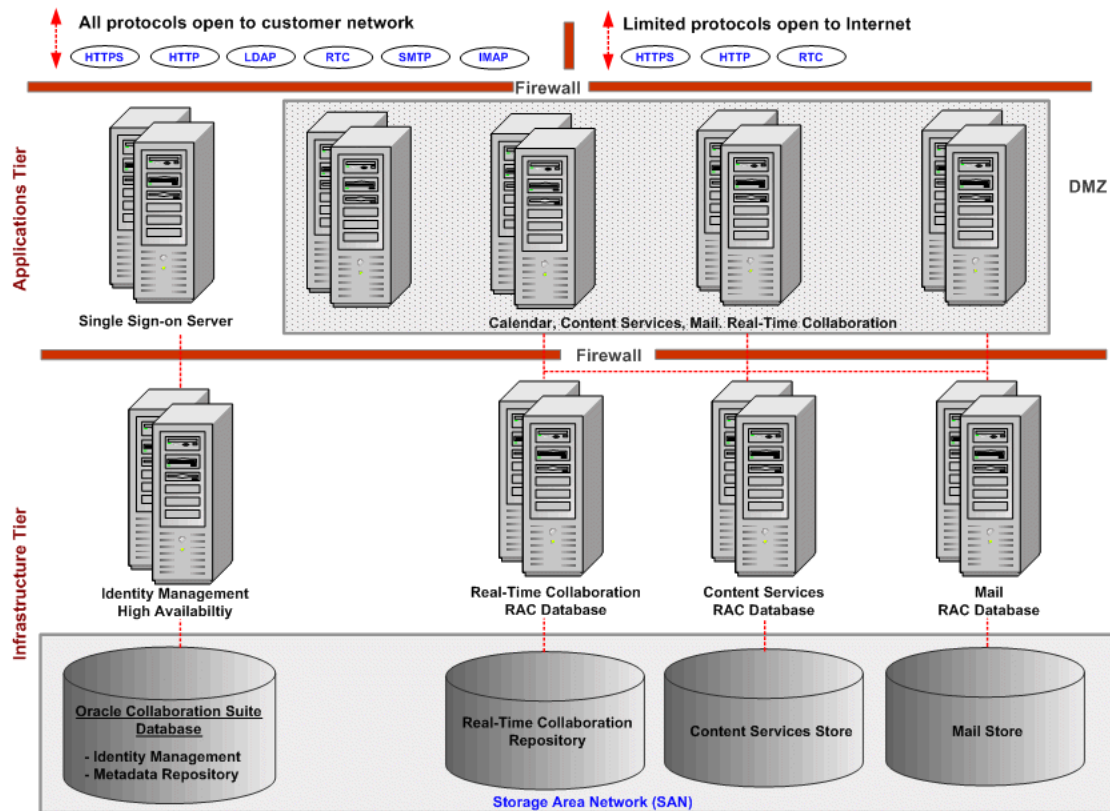 All protocols open to customer network
Limited protocols open to Internet
HTTPS
HTTP
LDAP
RTC
SMTP
IMAP
HTTPS
HTTP
RTC
Firewall
Applications Tier
DMZ
Single Sign-on Server
Calendar, Content Services, Mail. Real-Time Collaboration
Firewall
Infrastructure Tier
Identity Management
High Availabiltiy
Real-Time Collaboration
RAC Database
Content Services
RAC Database
Mail
RAC Database
Oracle Collaboration Suite
Database
- Identity Management
- Metadata Repository
Real-Time Collaboration
Repository
Content Services Store
Mail Store
Storage Area Network (SAN)